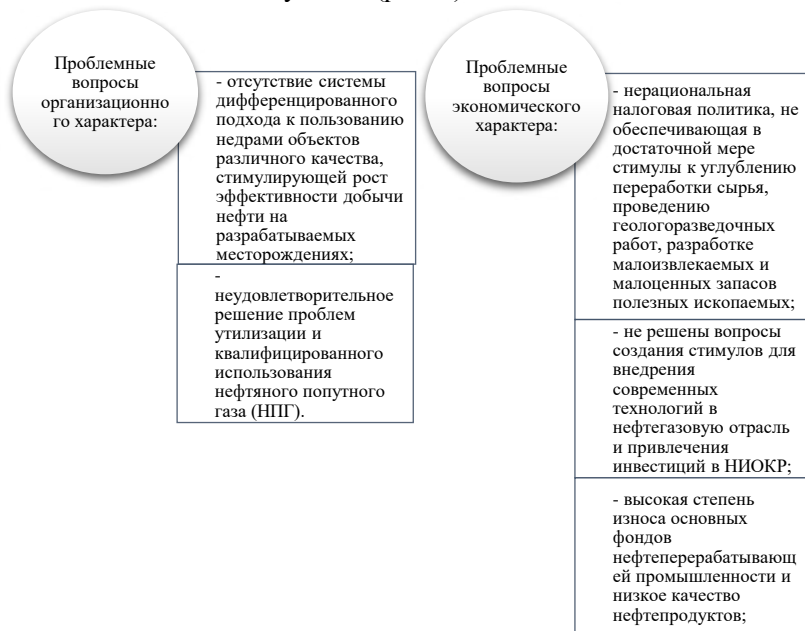 Проблемные
вопросы
организационно
го характера:
- отсутствие системы
дифференцированного
подхода к пользованию
недрами объектов
различного качества,
стимулирующей рост
эффективности добычи
нефти на
разрабатываемых
месторождениях;
-
неудовлетворительное
решение проблем
утилизации и
квалифицированного
использования
нефтяного попутного
газа (НПГ).
Проблемные
вопросы
экономического
характера:
- нерациональная
налоговая политика, не
обеспечивающая в
достаточной мере
стимулы к углублению
переработки сырья,
проведению
геологоразведочных
работ, разработке
малоизвлекаемых и
малоценных запасов
полезных ископаемых;
- не решены вопросы
создания стимулов для
внедрения
современных
технологий в
нефтегазовую отрасль
и привлечения
инвестиций в НИОКР;
- высокая степень
износа основных
фондов
нефтеперерабатывающ
ей промышленности и
низкое качество
нефтепродуктов;